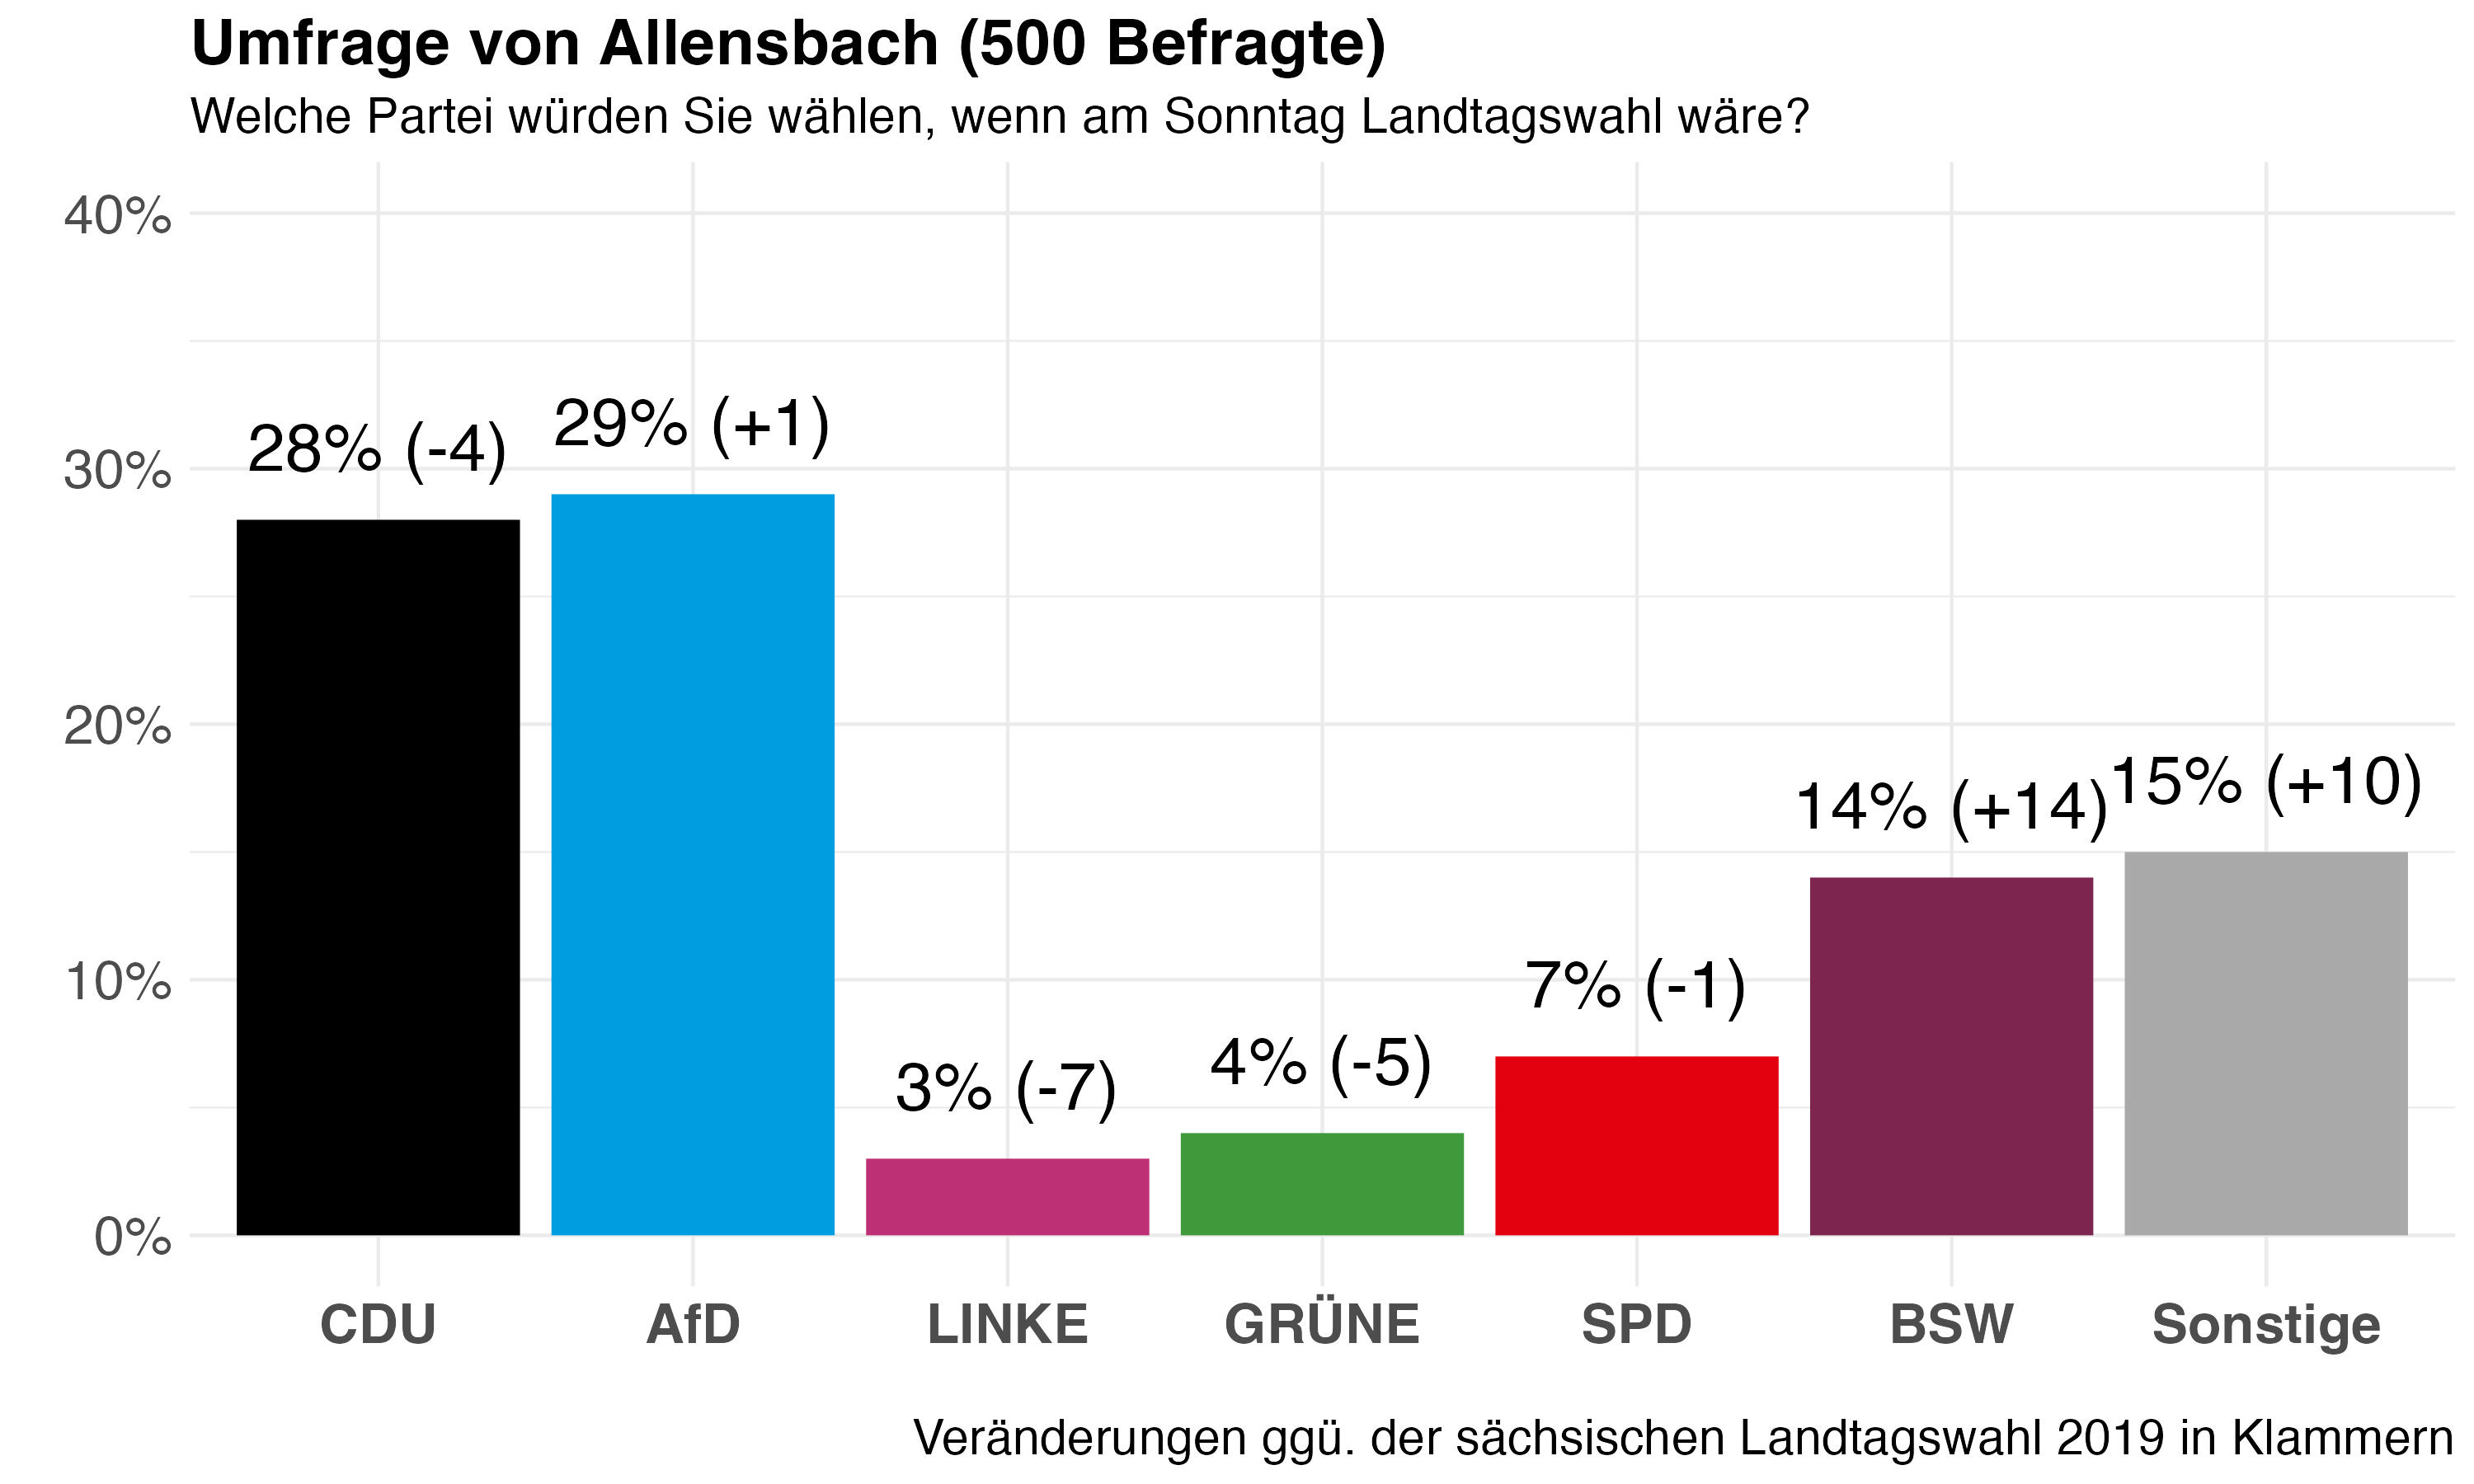 Umfrage von Allensbach (500 Befragte)
Welche Partei würden Sie wählen, wenn am Sonntag Landtagswahl wäre?
40%
30%
20%
10%
0%
28% (-4)
29% (+1)
3% (-7)
4% (-5)
7% (-1)
14% (+14)
15% (+10)
CDU
AfD
LINKE
GRÜNE
SPD
BSW
Sonstige
Veränderungen ggü. der sächsischen Landtagswahl 2019 in Klammern